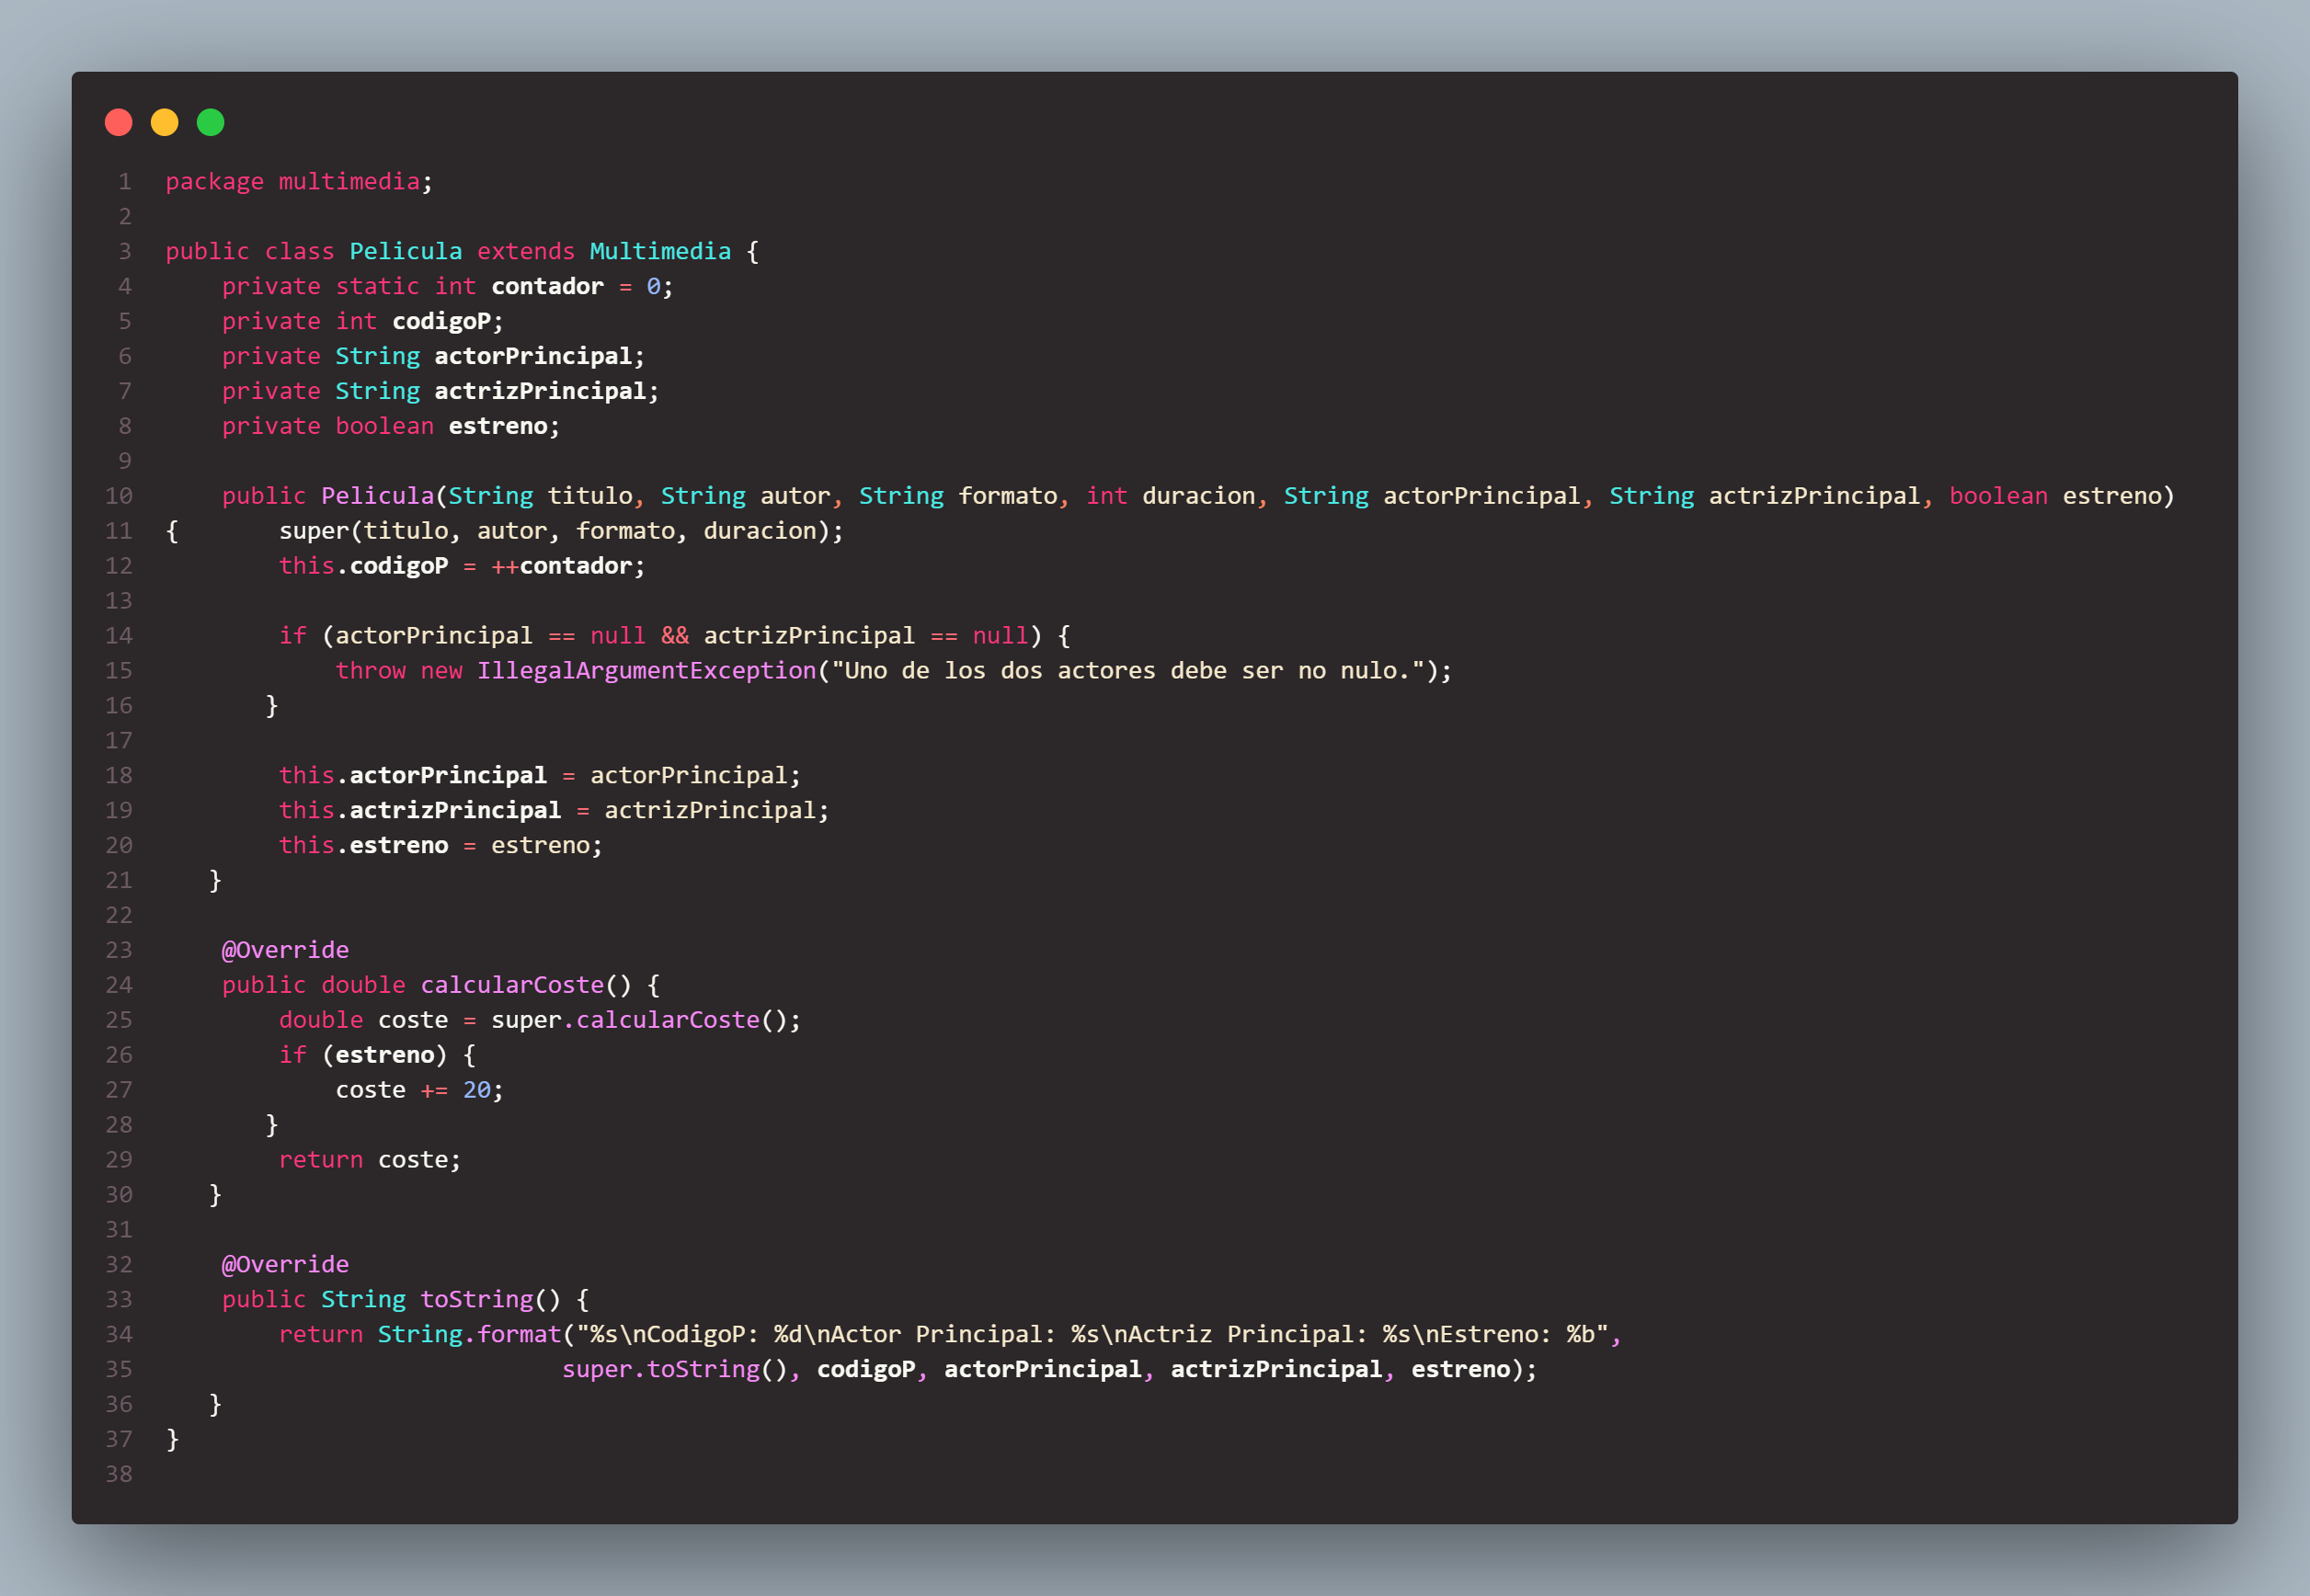 1 package multimedia;
2
3 public class Pelicula extends Multimedia {
4     private static int contador = 0;
5     private int codigoP;
6     private String actorPrincipal;
7     private String actrizPrincipal;
8     private boolean estreno;
9
10     public Pelicula(String titulo, String autor, String formato, int duracion, String actorPrincipal, String actrizPrincipal, boolean estreno)
11 {       super(titulo, autor, formato, duracion);
12         this.codigoP = ++contador;
13
14         if (actorPrincipal == null && actrizPrincipal == null) {
15             throw new IllegalArgumentException("Uno de los dos actores debe ser no nulo.");
16        }
17
18         this.actorPrincipal = actorPrincipal;
19         this.actrizPrincipal = actrizPrincipal;
20         this.estreno = estreno;
21    }
22
23     @Override
24     public double calcularCoste() {
25         double coste = super.calcularCoste();
26         if (estreno) {
27             coste += 20;
28        }
29         return coste;
30    }
31
32     @Override
33     public String toString() {
34         return String.format("%s\nCodigoP: %d\nActor Principal: %s\nActriz Principal: %s\nEstreno: %b",
35                             super.toString(), codigoP, actorPrincipal, actrizPrincipal, estreno);
36    }
37 }
38